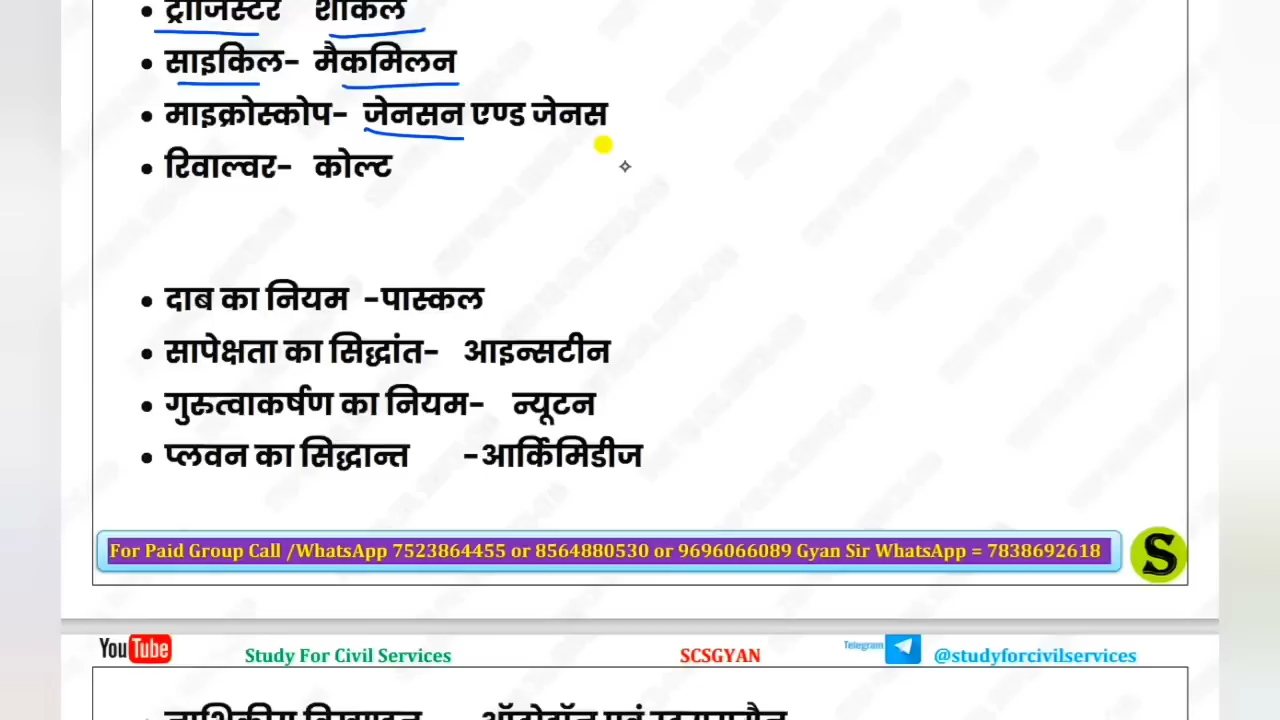 • ट्रांजिस्टर शॉकले
• साइकिल- मैकमिलन
• माइक्रोस्कोप- जेनसन एण्ड जेनस
• रिवाल्वर- कोल्ट
• दाब का नियम -पास्कल
• सापेक्षता का सिद्धांत- आइन्सटीन
• गुरुत्वाकर्षण का नियम- न्यूटन
• प्लवन का सिद्धान्त -आर्किमिडीज
For Paid Group Call /WhatsApp 7523864455 or 8564880530 or 9696066089 Gyan Sir WhatsApp = 7838692618
S
YouTube Study For Civil Services SCSGYAN Telegram @studyforcivilservices